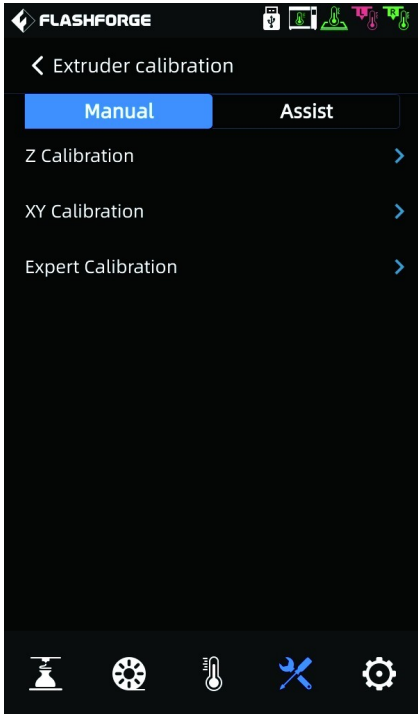 FLASHFORGE
L R
Extruder calibration
Manual Assist
Z Calibration
XY Calibration
Expert Calibration